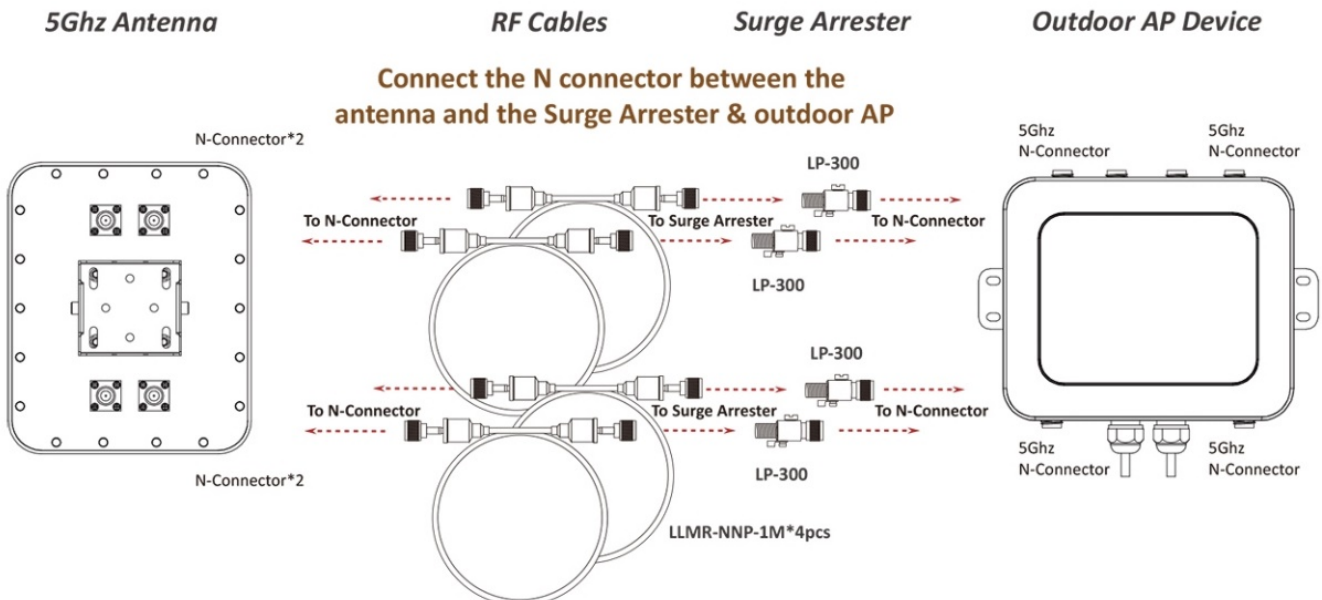 5Ghz Antenna
RF Cables
Surge Arrester
Outdoor AP Device
Connect the N connector between the
antenna and the Surge Arrester & outdoor AP
N-Connector*2
5Ghz
N-Connector
5Ghz
N-Connector
LP-300
To N-Connector
To Surge Arrester
To N-Connector
LP-300
LP-300
To N-Connector
To Surge Arrester
To N-Connector
LP-300
N-Connector*2
5Ghz
N-Connector
5Ghz
N-Connector
LLMR-NNP-1M*4pcs